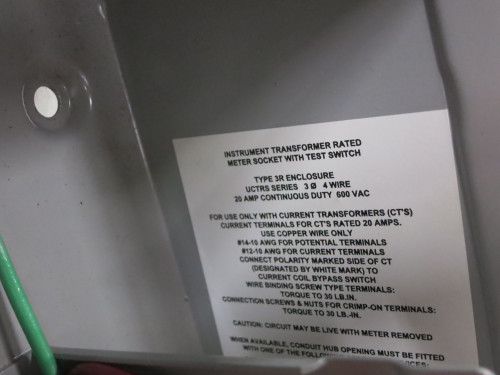 INSTRUMENT TRANSFORMER RATED
METER SOCKET WITH TEST SWITCH
TYPE 3R ENCLOSURE
UCTRS SERIES 3 Ø 4 WIRE
20 AMP CONTINUOUS DUTY 600 VAC
FOR USE ONLY WITH CURRENT TRANSFORMERS (CT'S)
CURRENT TERMINALS FOR CT'S RATED 20 AMPS.
USE COPPER WIRE ONLY
#14-10 AWG FOR POTENTIAL TERMINALS
#12-10 AWG FOR CURRENT TERMINALS
CONNECT POLARITY MARKED SIDE OF CT
(DESIGNATED BY WHITE MARK) TO
CURRENT COIL BYPASS SWITCH
WIRE BINDING SCREW TYPE TERMINALS:
TORQUE TO 30 LB.IN.
CONNECTION SCREWS & NUTS FOR CRIMP-ON TERMINALS:
TORQUE TO 30 LB.-IN.
CAUTION: CIRCUIT MAY BE LIVE WITH METER REMOVED
WHEN AVAILABLE, CONDUIT HUB OPENING MUST BE FITTED
WITH ONE OF THE FOLLOWING